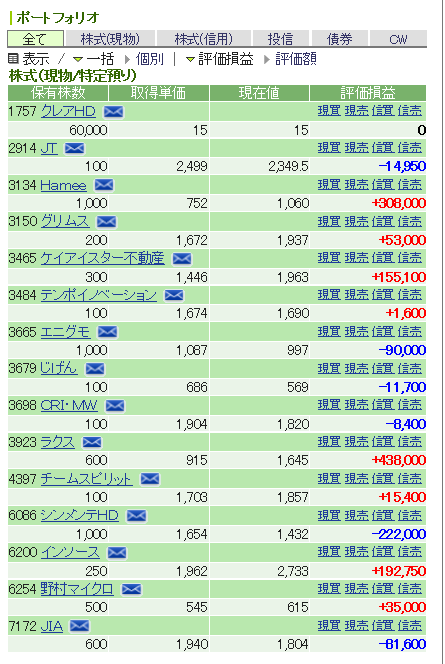 ポートフォリオ
全て 株式(現物) 株式(信用) 投信 債券 CW
表示 / 一括 個別 | 評価損益 評価額
株式(現物/特定預り)
保有株数 取得単価 現在値 評価損益
1757 クレアHD 現買 現売 信買 信売
60,000 15 15 0
2914 JT 現買 現売 信買 信売
100 2,499 2,349.5 -14,950
3134 Hamee 現買 現売 信買 信売
1,000 752 1,060 +308,000
3150 グリムス 現買 現売 信買 信売
200 1,672 1,937 +53,000
3465 ケイアイスター不動産 現買 現売 信買 信売
300 1,446 1,963 +155,100
3484 テンポイノベーション 現買 現売 信買 信売
100 1,674 1,690 +1,600
3665 エニグモ 現買 現売 信買 信売
1,000 1,087 997 -90,000
3679 じげん 現買 現売 信買 信売
100 686 569 -11,700
3698 CRI・MW 現買 現売 信買 信売
100 1,904 1,820 -8,400
3923 ラクス 現買 現売 信買 信売
600 915 1,645 +438,000
4397 チームスピリット 現買 現売 信買 信売
100 1,703 1,857 +15,400
6086 シンメンテHD 現買 現売 信買 信売
1,000 1,654 1,432 -222,000
6200 インソース 現買 現売 信買 信売
250 1,962 2,733 +192,750
6254 野村マイクロ 現買 現売 信買 信売
500 545 615 +35,000
7172 JIA 現買 現売 信買 信売
600 1,940 1,804 -81,600